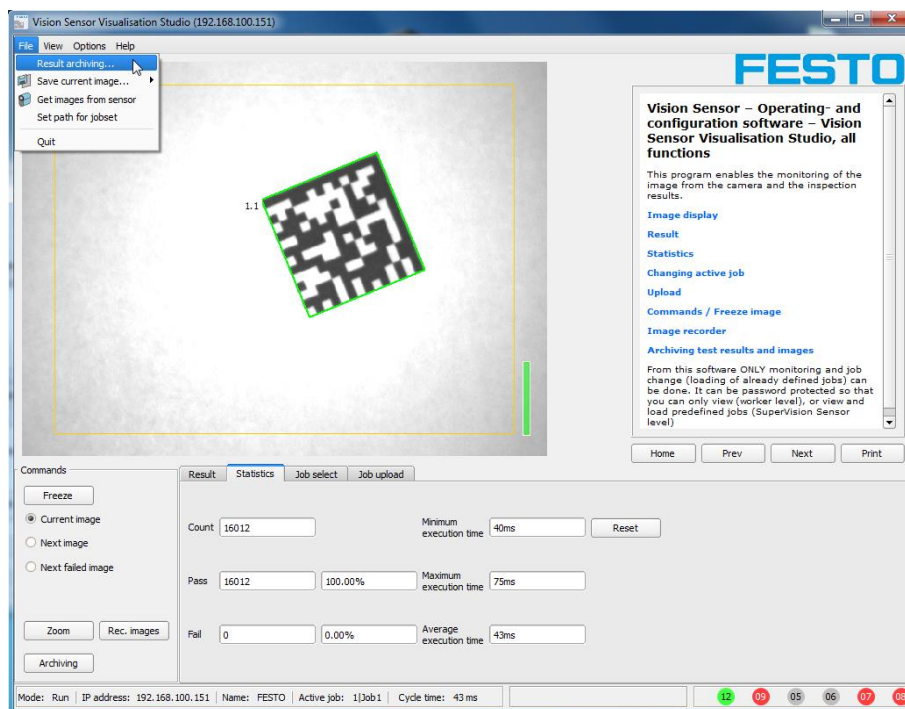 Vision Sensor Visualisation Studio (192.168.100.151)
File View Options Help
Result archiving...
Save current image...
Get images from sensor
Set path for jobset
Quit
FESTO
1.1
Vision Sensor – Operating- and
configuration software – Vision
Sensor Visualisation Studio, all
functions
This program enables the monitoring of the
image from the camera and the inspection
results.
Image display
Result
Statistics
Changing active job
Upload
Commands / Freeze image
Image recorder
Archiving test results and images
From this software ONLY monitoring and job
change (loading of already defined jobs) can
be done. It can be password protected so that
you can only view (worker level), or view and
load predefined jobs (SuperVision Sensor
level)
Home Prev Next Print
Commands
Freeze
Current image
Next image
Next failed image
Zoom Rec. images
Archiving
Result Statistics Job select Job upload
Count 16012 Minimum
execution time 40ms Reset
Pass 16012 100.00% Maximum
execution time 75ms
Fail 0 0.00% Average
execution time 43ms
Mode: Run IP address: 192.168.100.151 Name: FESTO Active job: 1|Job1 Cycle time: 43 ms 12 09 05 06 07 08